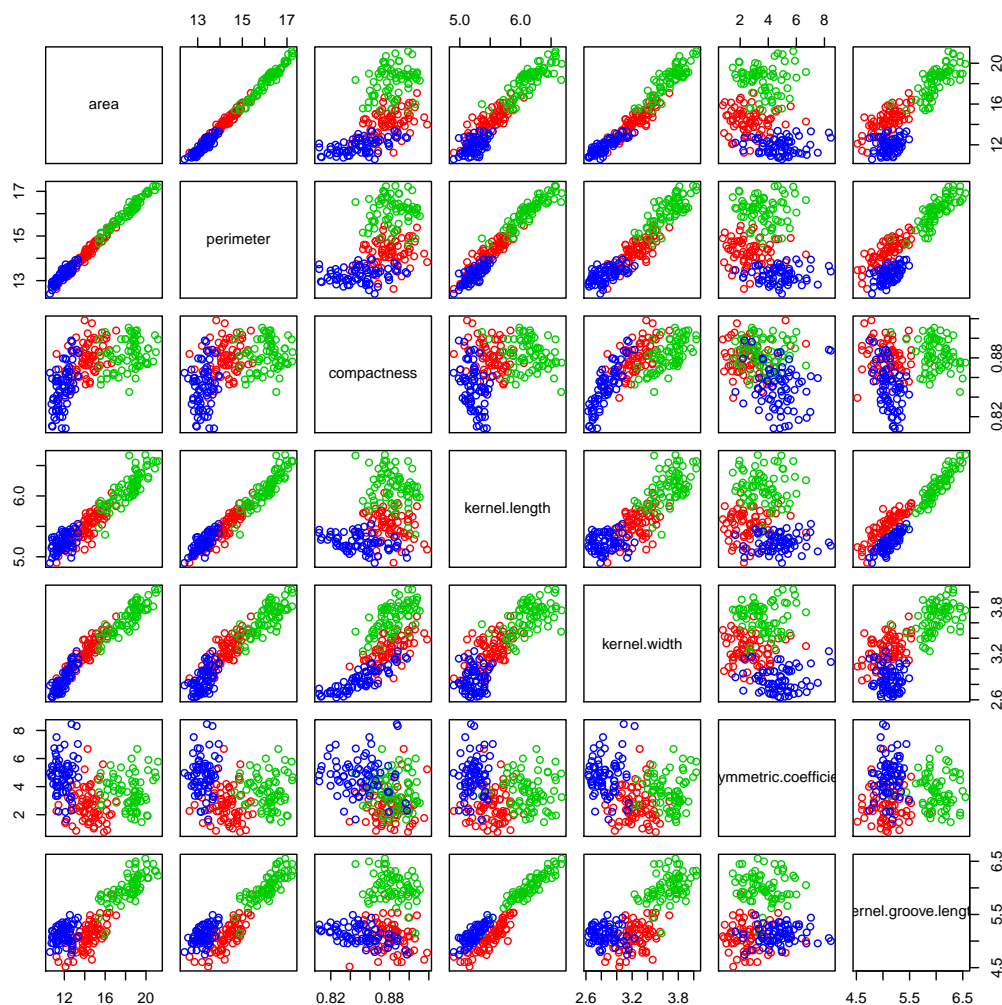 13 15 17
5.0 6.0
2 4 6 8
area
12 16 20
13 15 17
perimeter
compactness
0.82 0.88
5.0 6.0
kernel.length
kernel.width
2.6 3.2 3.8
2 4 6 8
ymmetric.coefficie
ernel.groove.lengt
4.5 5.5 6.5
12 16 20
0.82 0.88
2.6 3.2 3.8
4.5 5.5 6.5